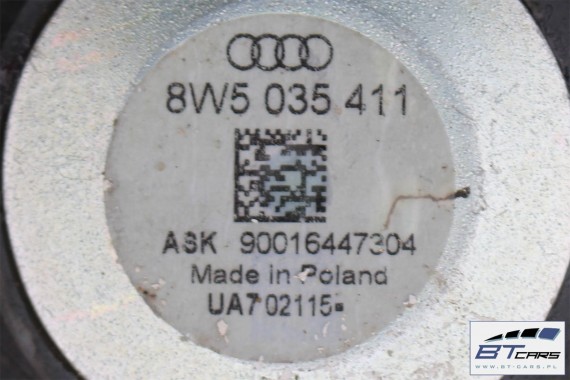 8W5 035 411
ASK 90016447304
Made in Poland
UA7 02115
BTCARS
WWW.BT-CARS.PL